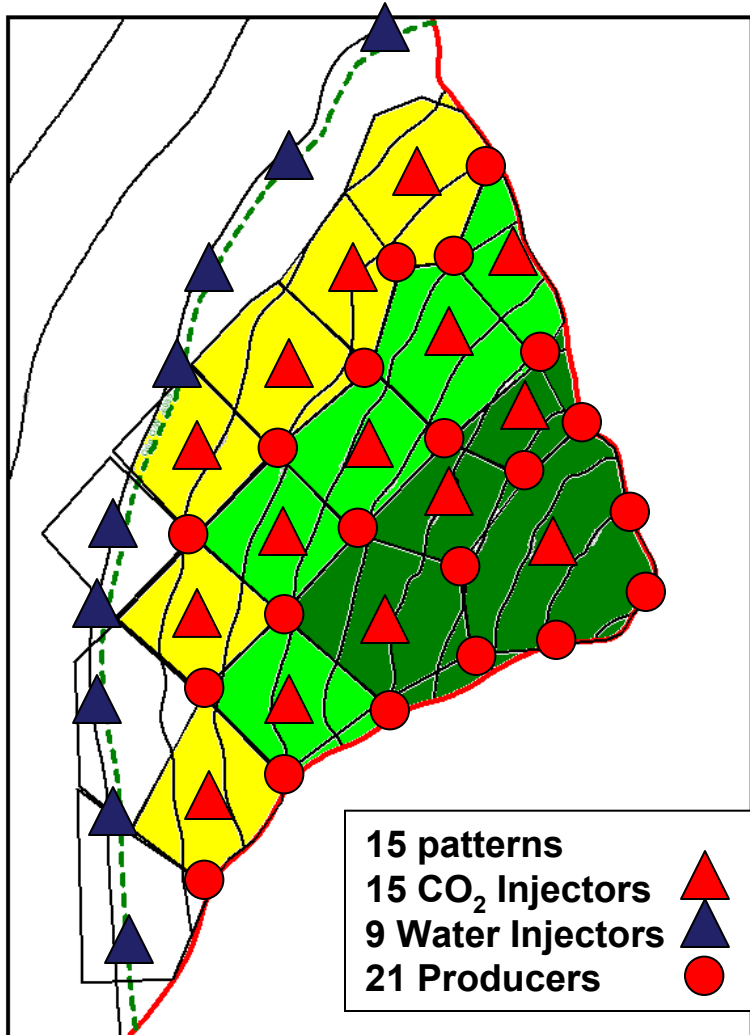 15 patterns
15 CO₂ Injectors
9 Water Injectors
21 Producers